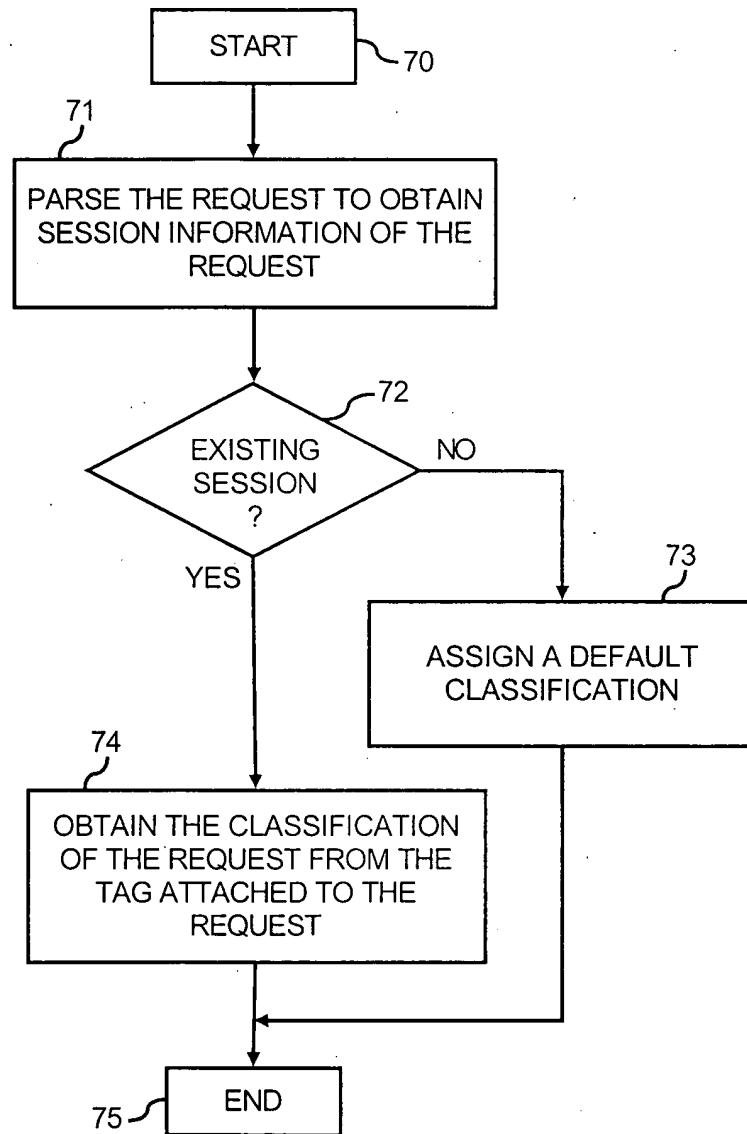 START
70
71
PARSE THE REQUEST TO OBTAIN
SESSION INFORMATION OF THE
REQUEST
72
EXISTING
SESSION
?
NO
YES
73
ASSIGN A DEFAULT
CLASSIFICATION
74
OBTAIN THE CLASSIFICATION
OF THE REQUEST FROM THE
TAG ATTACHED TO THE
REQUEST
END
75